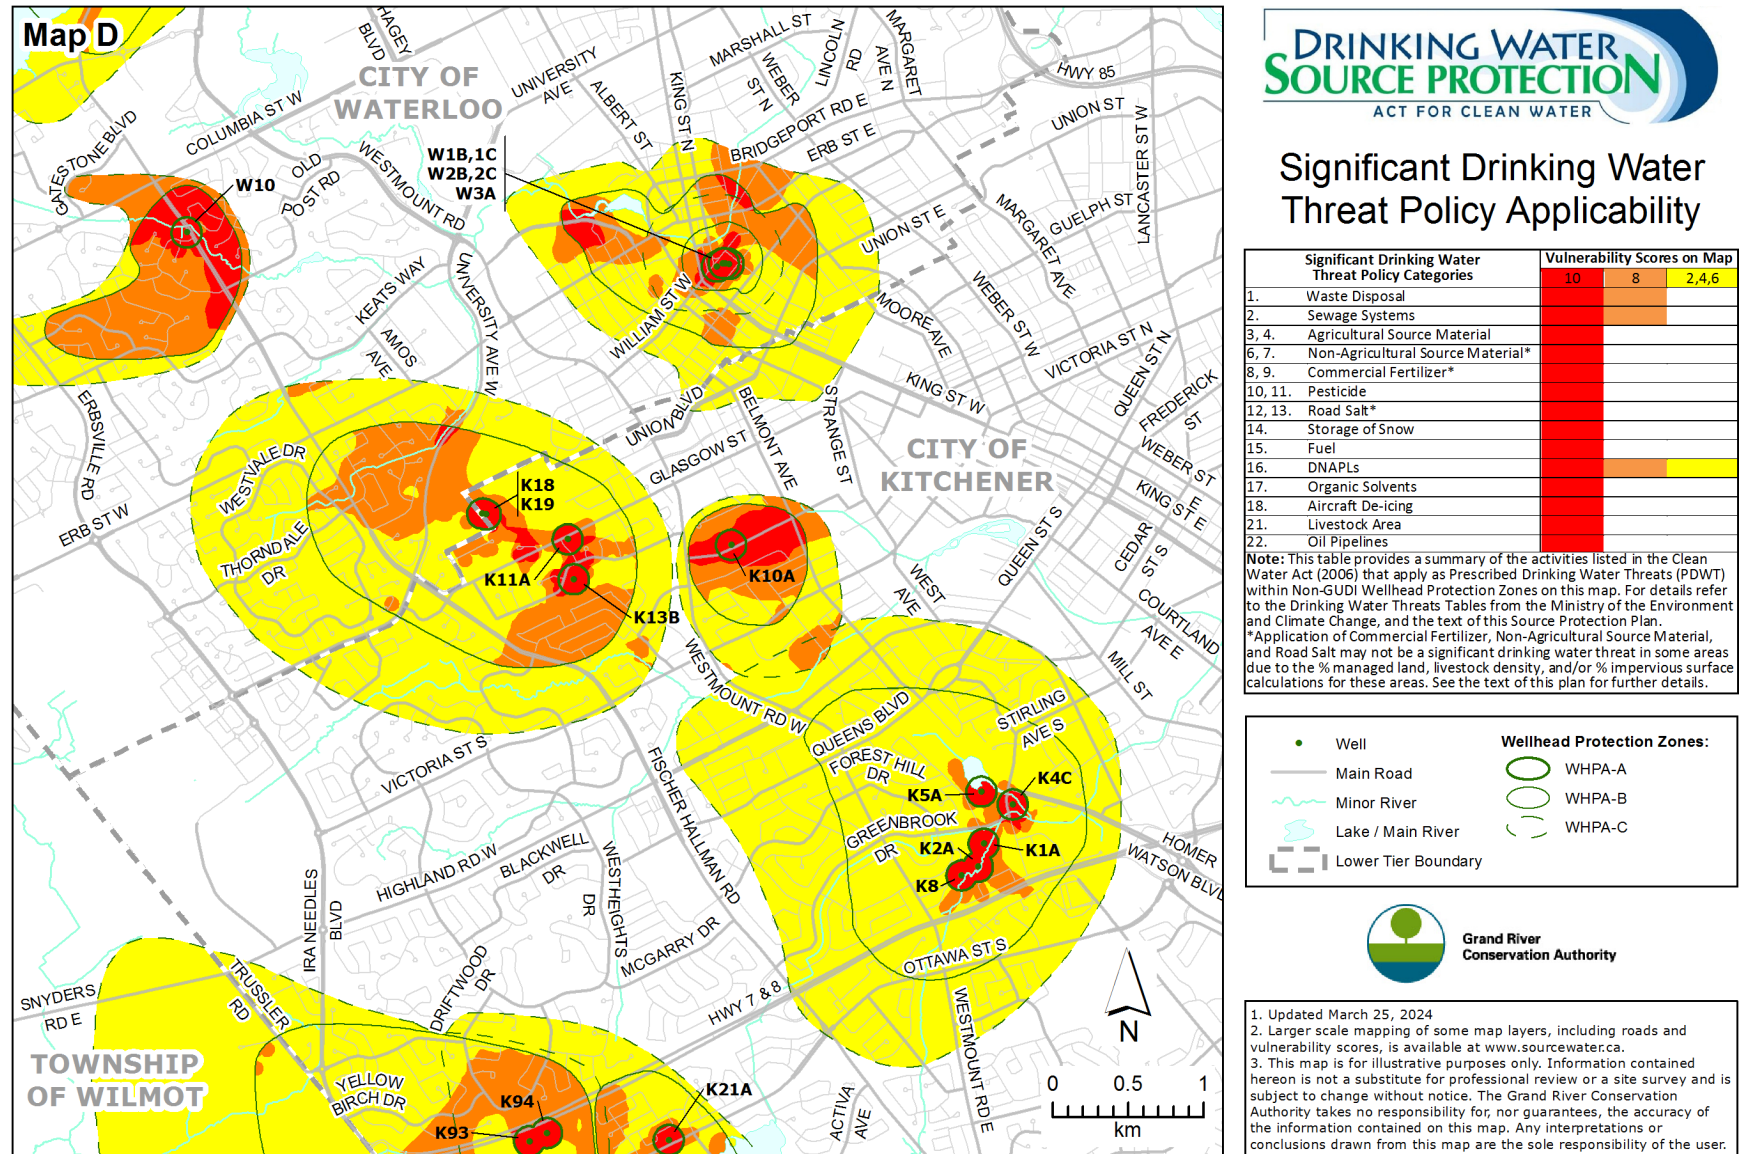 Map D
HAGEY
BLVD
CITY OF
WATERLOO
UNIVERSITY
AVE
ALBERT ST
KING ST N
MARSHALL ST
WEBER
ST N
LINCOLN
RD
MARGARET
AVE N
HWY 85
UNION ST
LANCASTER ST W
BRIDGEPORT RD E
ERB ST E
COLUMBIA ST W
GATESTONE BLVD
OLD
POST RD
WESTMOUNT RD
W10
W1B,1C
W2B,2C
W3A
GUELPH ST
MARGARET AVE
UNION ST E
KEATS WAY
UNIVERSITY AVE W
AMOS
AVE
WILLIAM ST W
MOORE AVE
WEBER ST W
VICTORIA ST N
QUEEN ST N
FREDERICK
ST
KING ST W
UNION BLVD
BELMONT AVE
STRANGE ST
GLASGOW ST
CITY OF
KITCHENER
WEBER ST
E
KING ST E
ERBSVILLE RD
ERB ST W
WESTVALE DR
THORNDALE
DR
K18
K19
K11A
K13B
K10A
QUEEN ST S
CEDAR
ST S
WEST
AVE
COURTLAND
AVE E
MILL ST
WESTMOUNT RD W
QUEENS BLVD
STIRLING
AVE S
FOREST HILL
DR
K5A
K4C
GREENBROOK
DR
K2A
K1A
K8
HOMER
WATSON BLVD
VICTORIA ST S
FISCHER HALLMAN RD
HIGHLAND RD W
BLACKWELL
DR
WESTHEIGHTS
DR
IRA NEEDLES
BLVD
MCGARRY DR
DRIFTWOOD
DR
OTTAWA ST S
HWY 7 & 8
SNYDERS
RD E
TRUSSLER
RD
TOWNSHIP
OF WILMOT
YELLOW
BIRCH DR
K94
K93
K21A
ACTIVA
AVE
WESTMOUNT RD E
N
0 0.5 1
km
DRINKING WATER
SOURCE PROTECTION
ACT FOR CLEAN WATER
Significant Drinking Water
Threat Policy Applicability
Significant Drinking Water
Threat Policy Categories
Vulnerability Scores on Map
10 8 2,4,6
1. Waste Disposal
2. Sewage Systems
3, 4. Agricultural Source Material
6, 7. Non-Agricultural Source Material*
8, 9. Commercial Fertilizer*
10, 11. Pesticide
12, 13. Road Salt*
14. Storage of Snow
15. Fuel
16. DNAPLs
17. Organic Solvents
18. Aircraft De-icing
21. Livestock Area
22. Oil Pipelines
Note: This table provides a summary of the activities listed in the Clean
Water Act (2006) that apply as Prescribed Drinking Water Threats (PDWT)
within Non-GUDI Wellhead Protection Zones on this map. For details refer
to the Drinking Water Threats Tables from the Ministry of the Environment
and Climate Change, and the text of this Source Protection Plan.
*Application of Commercial Fertilizer, Non-Agricultural Source Material,
and Road Salt may not be a significant drinking water threat in some areas
due to the % managed land, livestock density, and/or % impervious surface
calculations for these areas. See the text of this plan for further details.
Well
Main Road
Minor River
Lake / Main River
Lower Tier Boundary
Wellhead Protection Zones:
WHPA-A
WHPA-B
WHPA-C
Grand River
Conservation Authority
1. Updated March 25, 2024
2. Larger scale mapping of some map layers, including roads and
vulnerability scores, is available at www.sourcewater.ca.
3. This map is for illustrative purposes only. Information contained
hereon is not a substitute for professional review or a site survey and is
subject to change without notice. The Grand River Conservation
Authority takes no responsibility for, nor guarantees, the accuracy of
the information contained on this map. Any interpretations or
conclusions drawn from this map are the sole responsibility of the user.